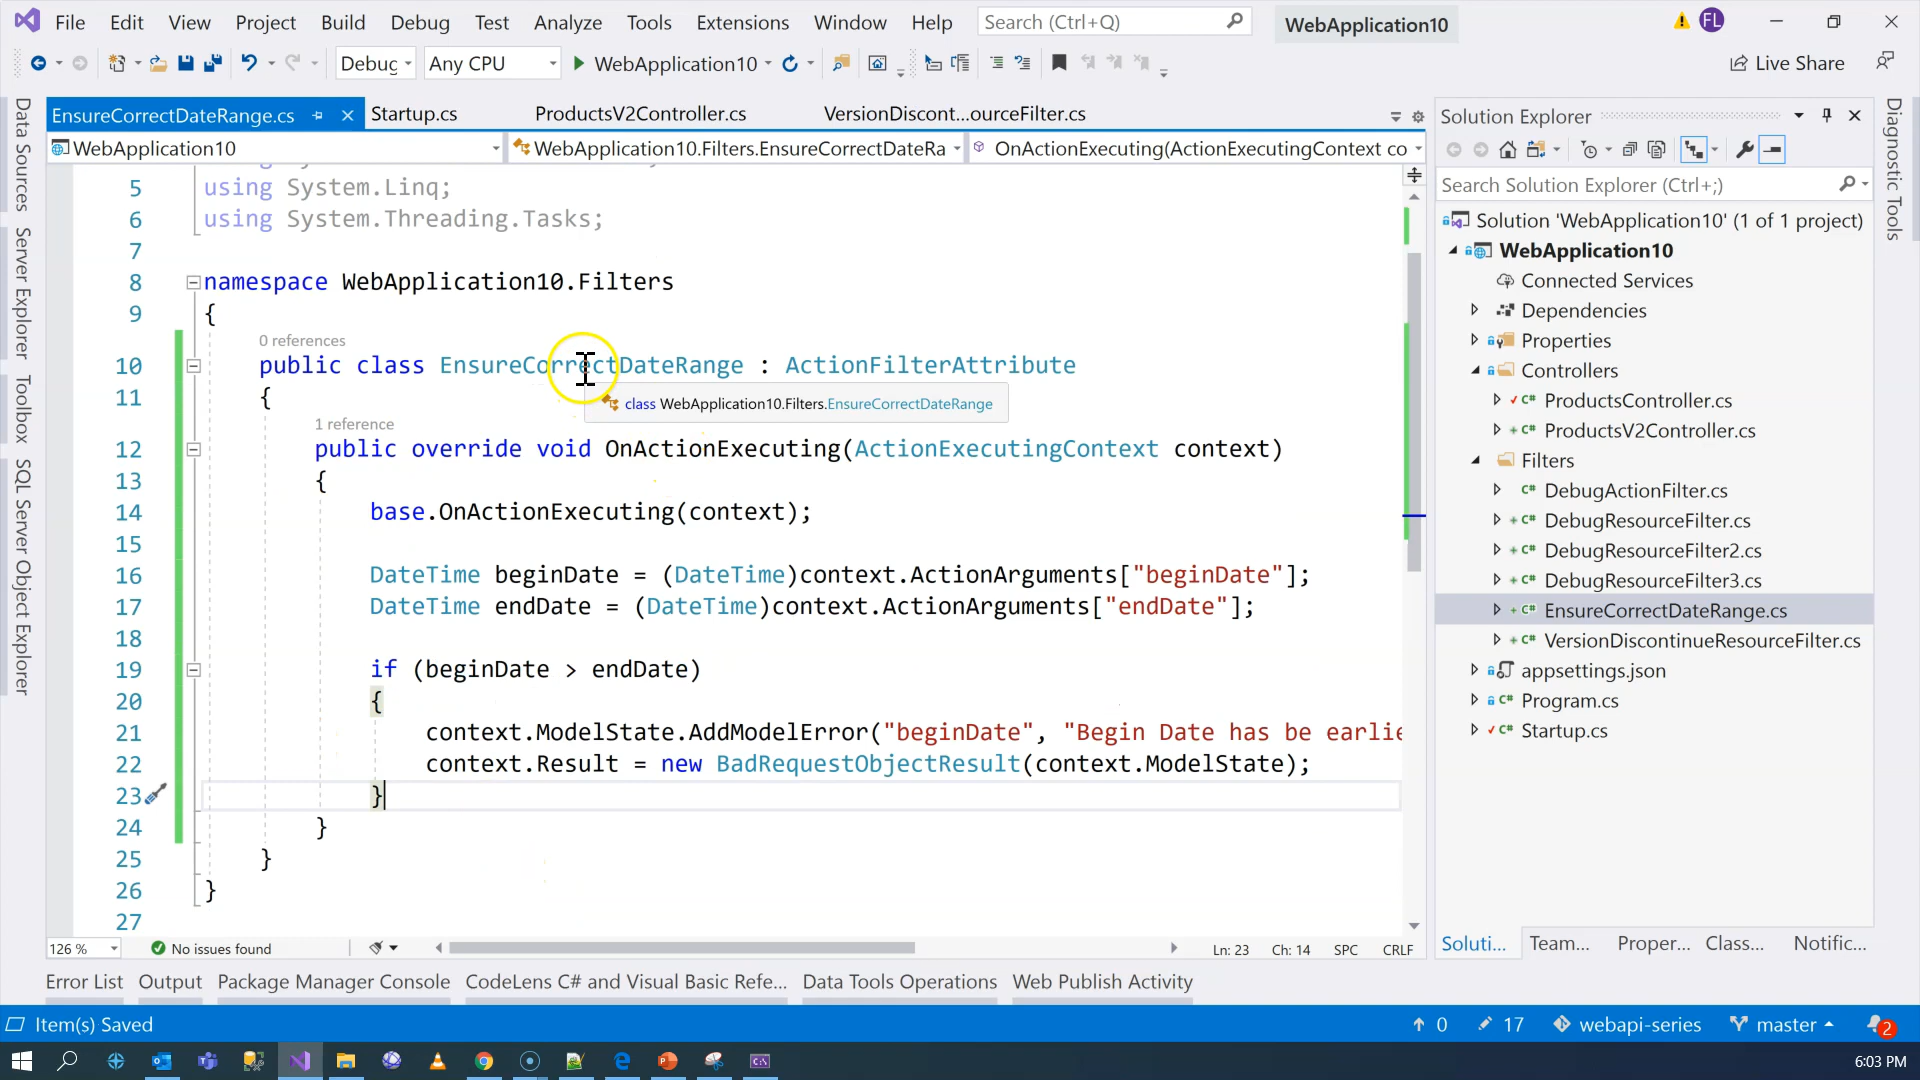 File Edit View Project Build Debug Test Analyze Tools Extensions Window Help Search (Ctrl+Q) WebApplication10 FL
Debug Any CPU WebApplication10 Live Share
EnsureCorrectDateRange.cs Startup.cs ProductsV2Controller.cs VersionDiscont...ourceFilter.cs
WebApplication10 WebApplication10.Filters.EnsureCorrectDateRa OnActionExecuting(ActionExecutingContext co
5 using System.Linq;
6 using System.Threading.Tasks;
7
8 namespace WebApplication10.Filters
9 {
0 references
10 public class EnsureCorrectDateRange : ActionFilterAttribute
11 {
class WebApplication10.Filters.EnsureCorrectDateRange
1 reference
12 public override void OnActionExecuting(ActionExecutingContext context)
13 {
14 base.OnActionExecuting(context);
15
16 DateTime beginDate = (DateTime)context.ActionArguments["beginDate"];
17 DateTime endDate = (DateTime)context.ActionArguments["endDate"];
18
19 if (beginDate > endDate)
20 {
21 context.ModelState.AddModelError("beginDate", "Begin Date has be earlie
22 context.Result = new BadRequestObjectResult(context.ModelState);
23 }
24 }
25 }
26 }
27
126 % No issues found Ln: 23 Ch: 14 SPC CRLF
Data Sources
Server Explorer
Toolbox
SQL Server Object Explorer
Solution Explorer
Search Solution Explorer (Ctrl+;)
Solution 'WebApplication10' (1 of 1 project)
WebApplication10
Connected Services
Dependencies
Properties
Controllers
C# ProductsController.cs
C# ProductsV2Controller.cs
Filters
C# DebugActionFilter.cs
C# DebugResourceFilter.cs
C# DebugResourceFilter2.cs
C# DebugResourceFilter3.cs
C# EnsureCorrectDateRange.cs
C# VersionDiscontinueResourceFilter.cs
appsettings.json
C# Program.cs
C# Startup.cs
Soluti... Team... Proper... Class... Notific...
Diagnostic Tools
Error List Output Package Manager Console CodeLens C# and Visual Basic Refe... Data Tools Operations Web Publish Activity
Item(s) Saved 0 17 webapi-series master 2
6:03 PM